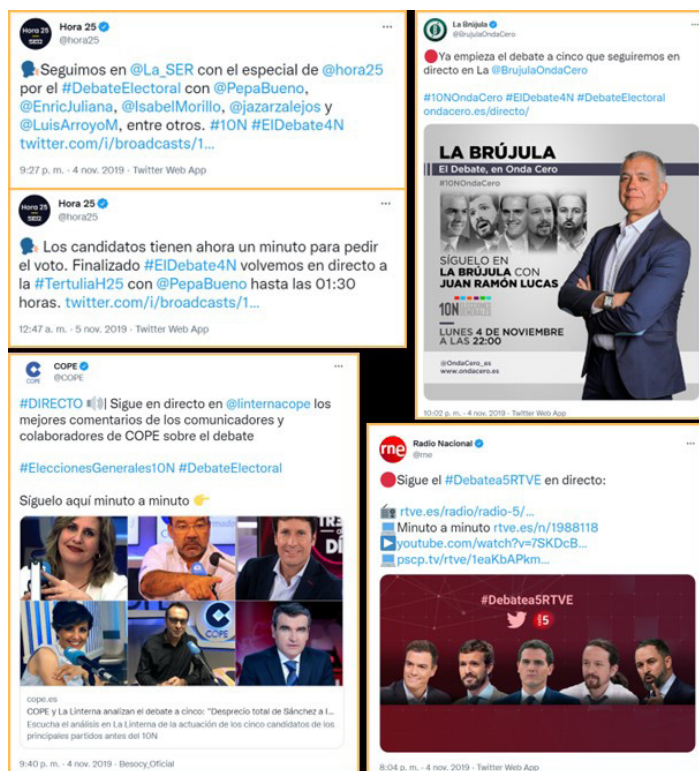 Hora 25
@hora25
Seguimos en @La_SER con el especial de @hora25
por el #DebateElectoral con @PepaBueno,
@EnricJuliana, @IsabelMorillo, @jazarzalejos y
@LuisArroyoM, entre otros. #10N #ElDebate4N
twitter.com/i/broadcasts/1...
9:27 p. m. · 4 nov. 2019 · Twitter Web App
Hora 25
@hora25
Los candidatos tienen ahora un minuto para pedir
el voto. Finalizado #ElDebate4N volvemos en directo a
la #TertuliaH25 con @PepaBueno hasta las 01:30
horas. twitter.com/i/broadcasts/1...
12:47 a. m. · 5 nov. 2019 · Twitter Web App
COPE
@COPE
#DIRECTO | Sigue en directo en @linternacope los
mejores comentarios de los comunicadores y
colaboradores de COPE sobre el debate
#EleccionesGenerales10N #DebateElectoral
Síguelo aquí minuto a minuto
COPE
cope.es
COPE y La Linterna analizan el debate a cinco: "Desprecio total de Sánchez a l...
Escucha el análisis en La Linterna de la actuación de los cinco candidatos de los
principales partidos antes del 10N
9:40 p. m. · 4 nov. 2019 · Besocy_Oficial
La Brújula
@BrujulaOndaCero
Ya empieza el debate a cinco que seguiremos en
directo en La @BrujulaOndaCero
#10NOndaCero #ElDebate4N #DebateElectoral
ondacero.es/directo/
LA BRÚJULA
El Debate, en Onda Cero
#10NOndaCero
SÍGUELO EN
LA BRÚJULA CON
JUAN RAMÓN LUCAS
10N ELECCIONES
GENERALES
LUNES 4 DE NOVIEMBRE
A LAS 22:00
@OndaCero_es
www.ondacero.es
10:02 p. m. · 4 nov. 2019 · Twitter Web App
rne
Radio Nacional
@rne
Sigue el #Debatea5RTVE en directo:
rtve.es/radio/radio-5/...
Minuto a minuto rtve.es/n/1988118
youtube.com/watch?v=7SKDcB...
pscp.tv/rtve/1eaKbAPkm...
#Debatea5RTVE
5
8:04 p. m. · 4 nov. 2019 · Twitter Web App